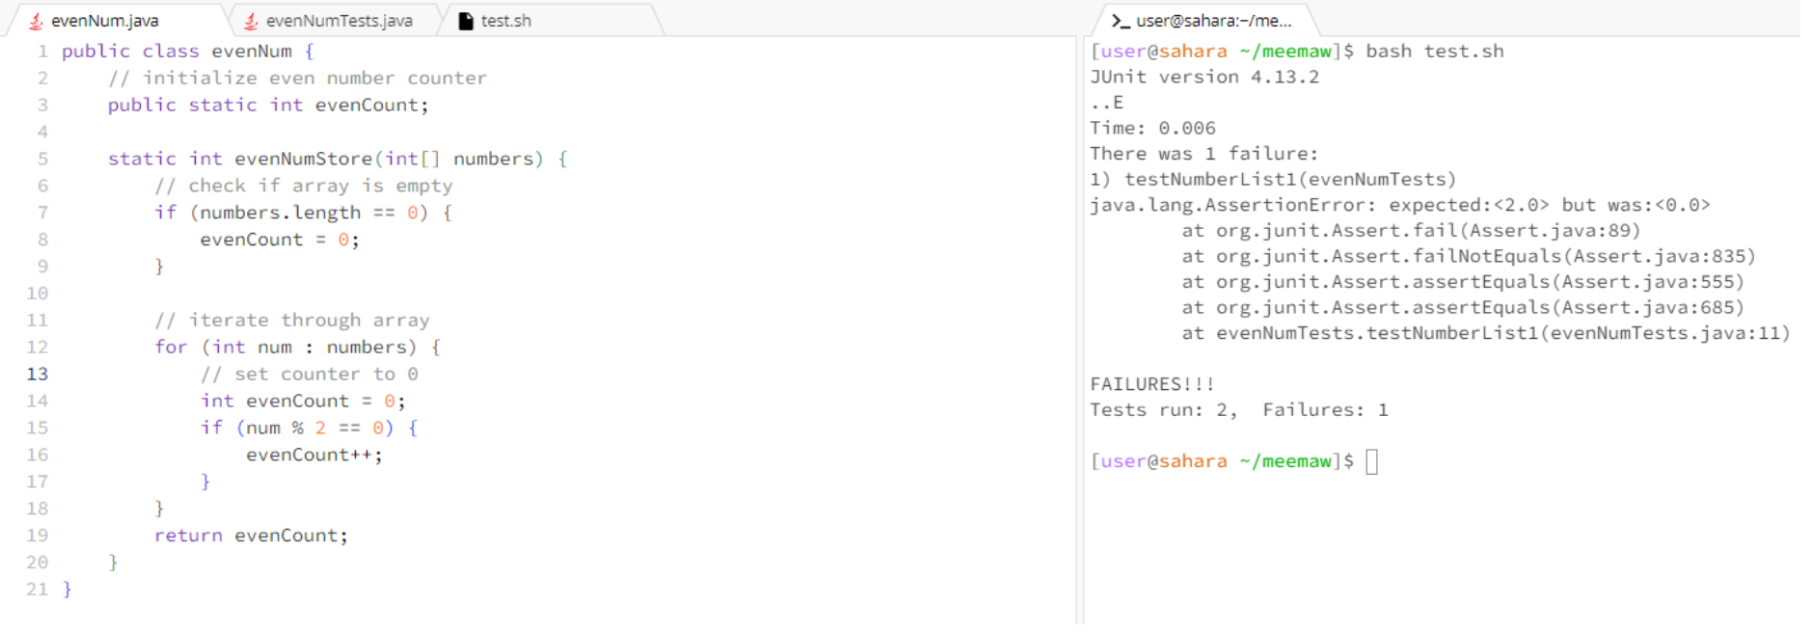 evenNum.java evenNumTests.java test.sh
1 public class evenNum {
2     // initialize even number counter
3     public static int evenCount;
4
5     static int evenNumStore(int[] numbers) {
6         // check if array is empty
7         if (numbers.length == 0) {
8             evenCount = 0;
9         }
10
11         // iterate through array
12         for (int num : numbers) {
13             // set counter to 0
14             int evenCount = 0;
15             if (num % 2 == 0) {
16                 evenCount++;
17             }
18         }
19         return evenCount;
20     }
21 }
>_ user@sahara:~/me...
[user@sahara ~/meemaw]$ bash test.sh
JUnit version 4.13.2
..E
Time: 0.006
There was 1 failure:
1) testNumberList1(evenNumTests)
java.lang.AssertionError: expected:<2.0> but was:<0.0>
        at org.junit.Assert.fail(Assert.java:89)
        at org.junit.Assert.failNotEquals(Assert.java:835)
        at org.junit.Assert.assertEquals(Assert.java:555)
        at org.junit.Assert.assertEquals(Assert.java:685)
        at evenNumTests.testNumberList1(evenNumTests.java:11)

FAILURES!!!
Tests run: 2,  Failures: 1

[user@sahara ~/meemaw]$